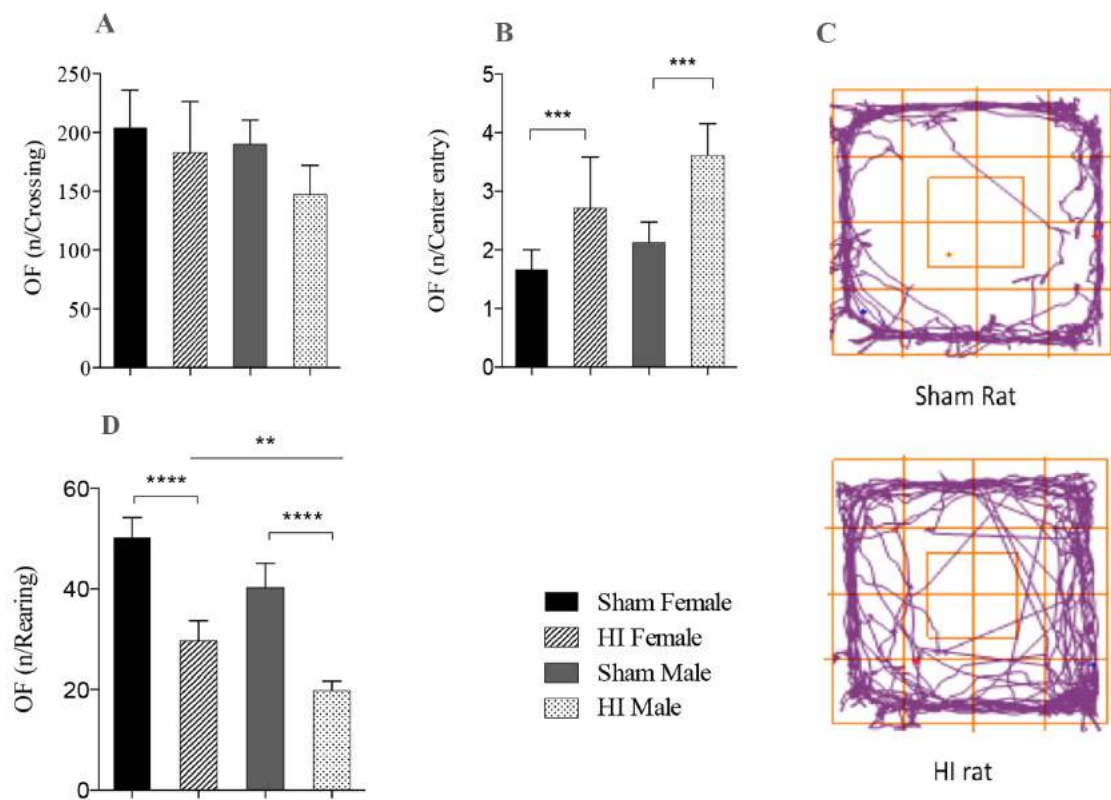 A
OF (n/Crossing)
250
200
150
100
50
0
B
OF (n/Center entry)
5
4
3
2
1
0
***
***
C
Sham Rat
HI rat
D
OF (n/Rearing)
60
40
20
0
**
****
****
Sham Female
HI Female
Sham Male
HI Male